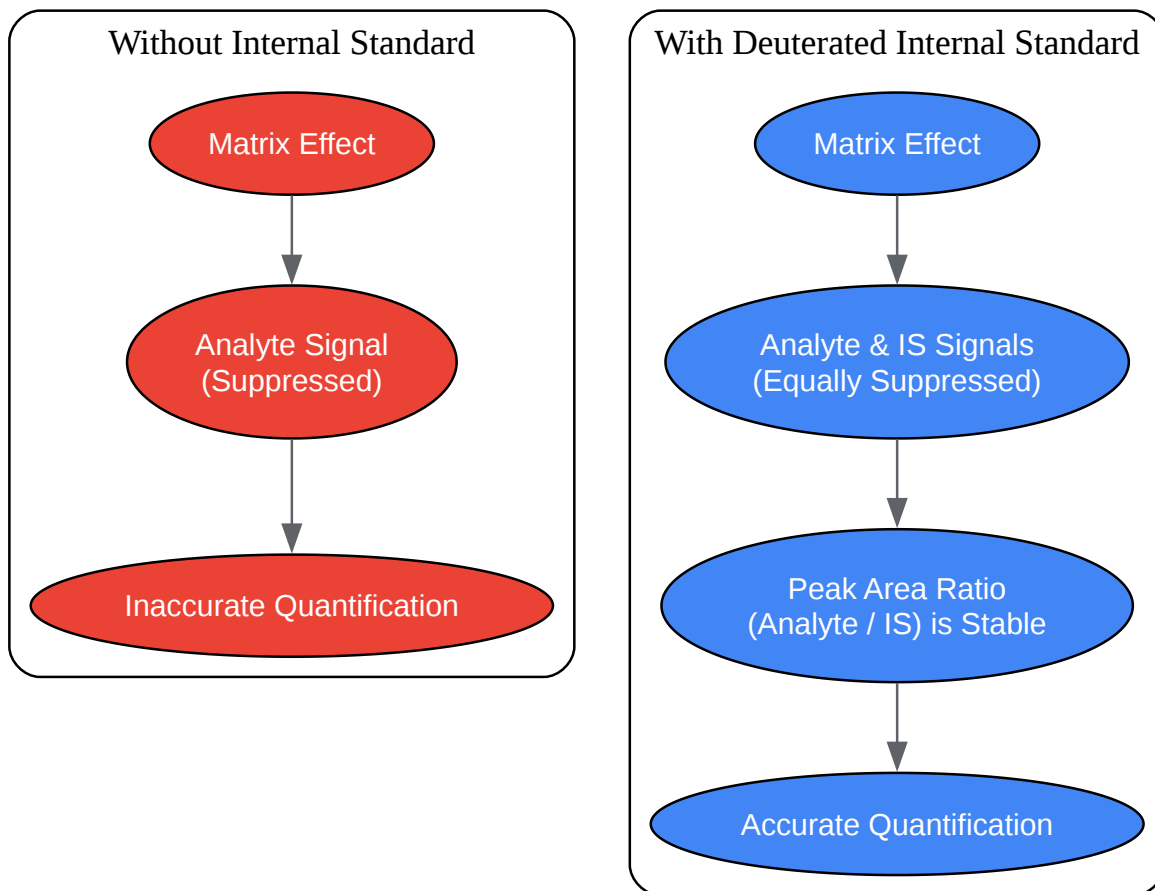 Without Internal Standard
Matrix Effect
Analyte Signal
(Suppressed)
Inaccurate Quantification
With Deuterated Internal Standard
Matrix Effect
Analyte & IS Signals
(Equally Suppressed)
Peak Area Ratio
(Analyte / IS) is Stable
Accurate Quantification